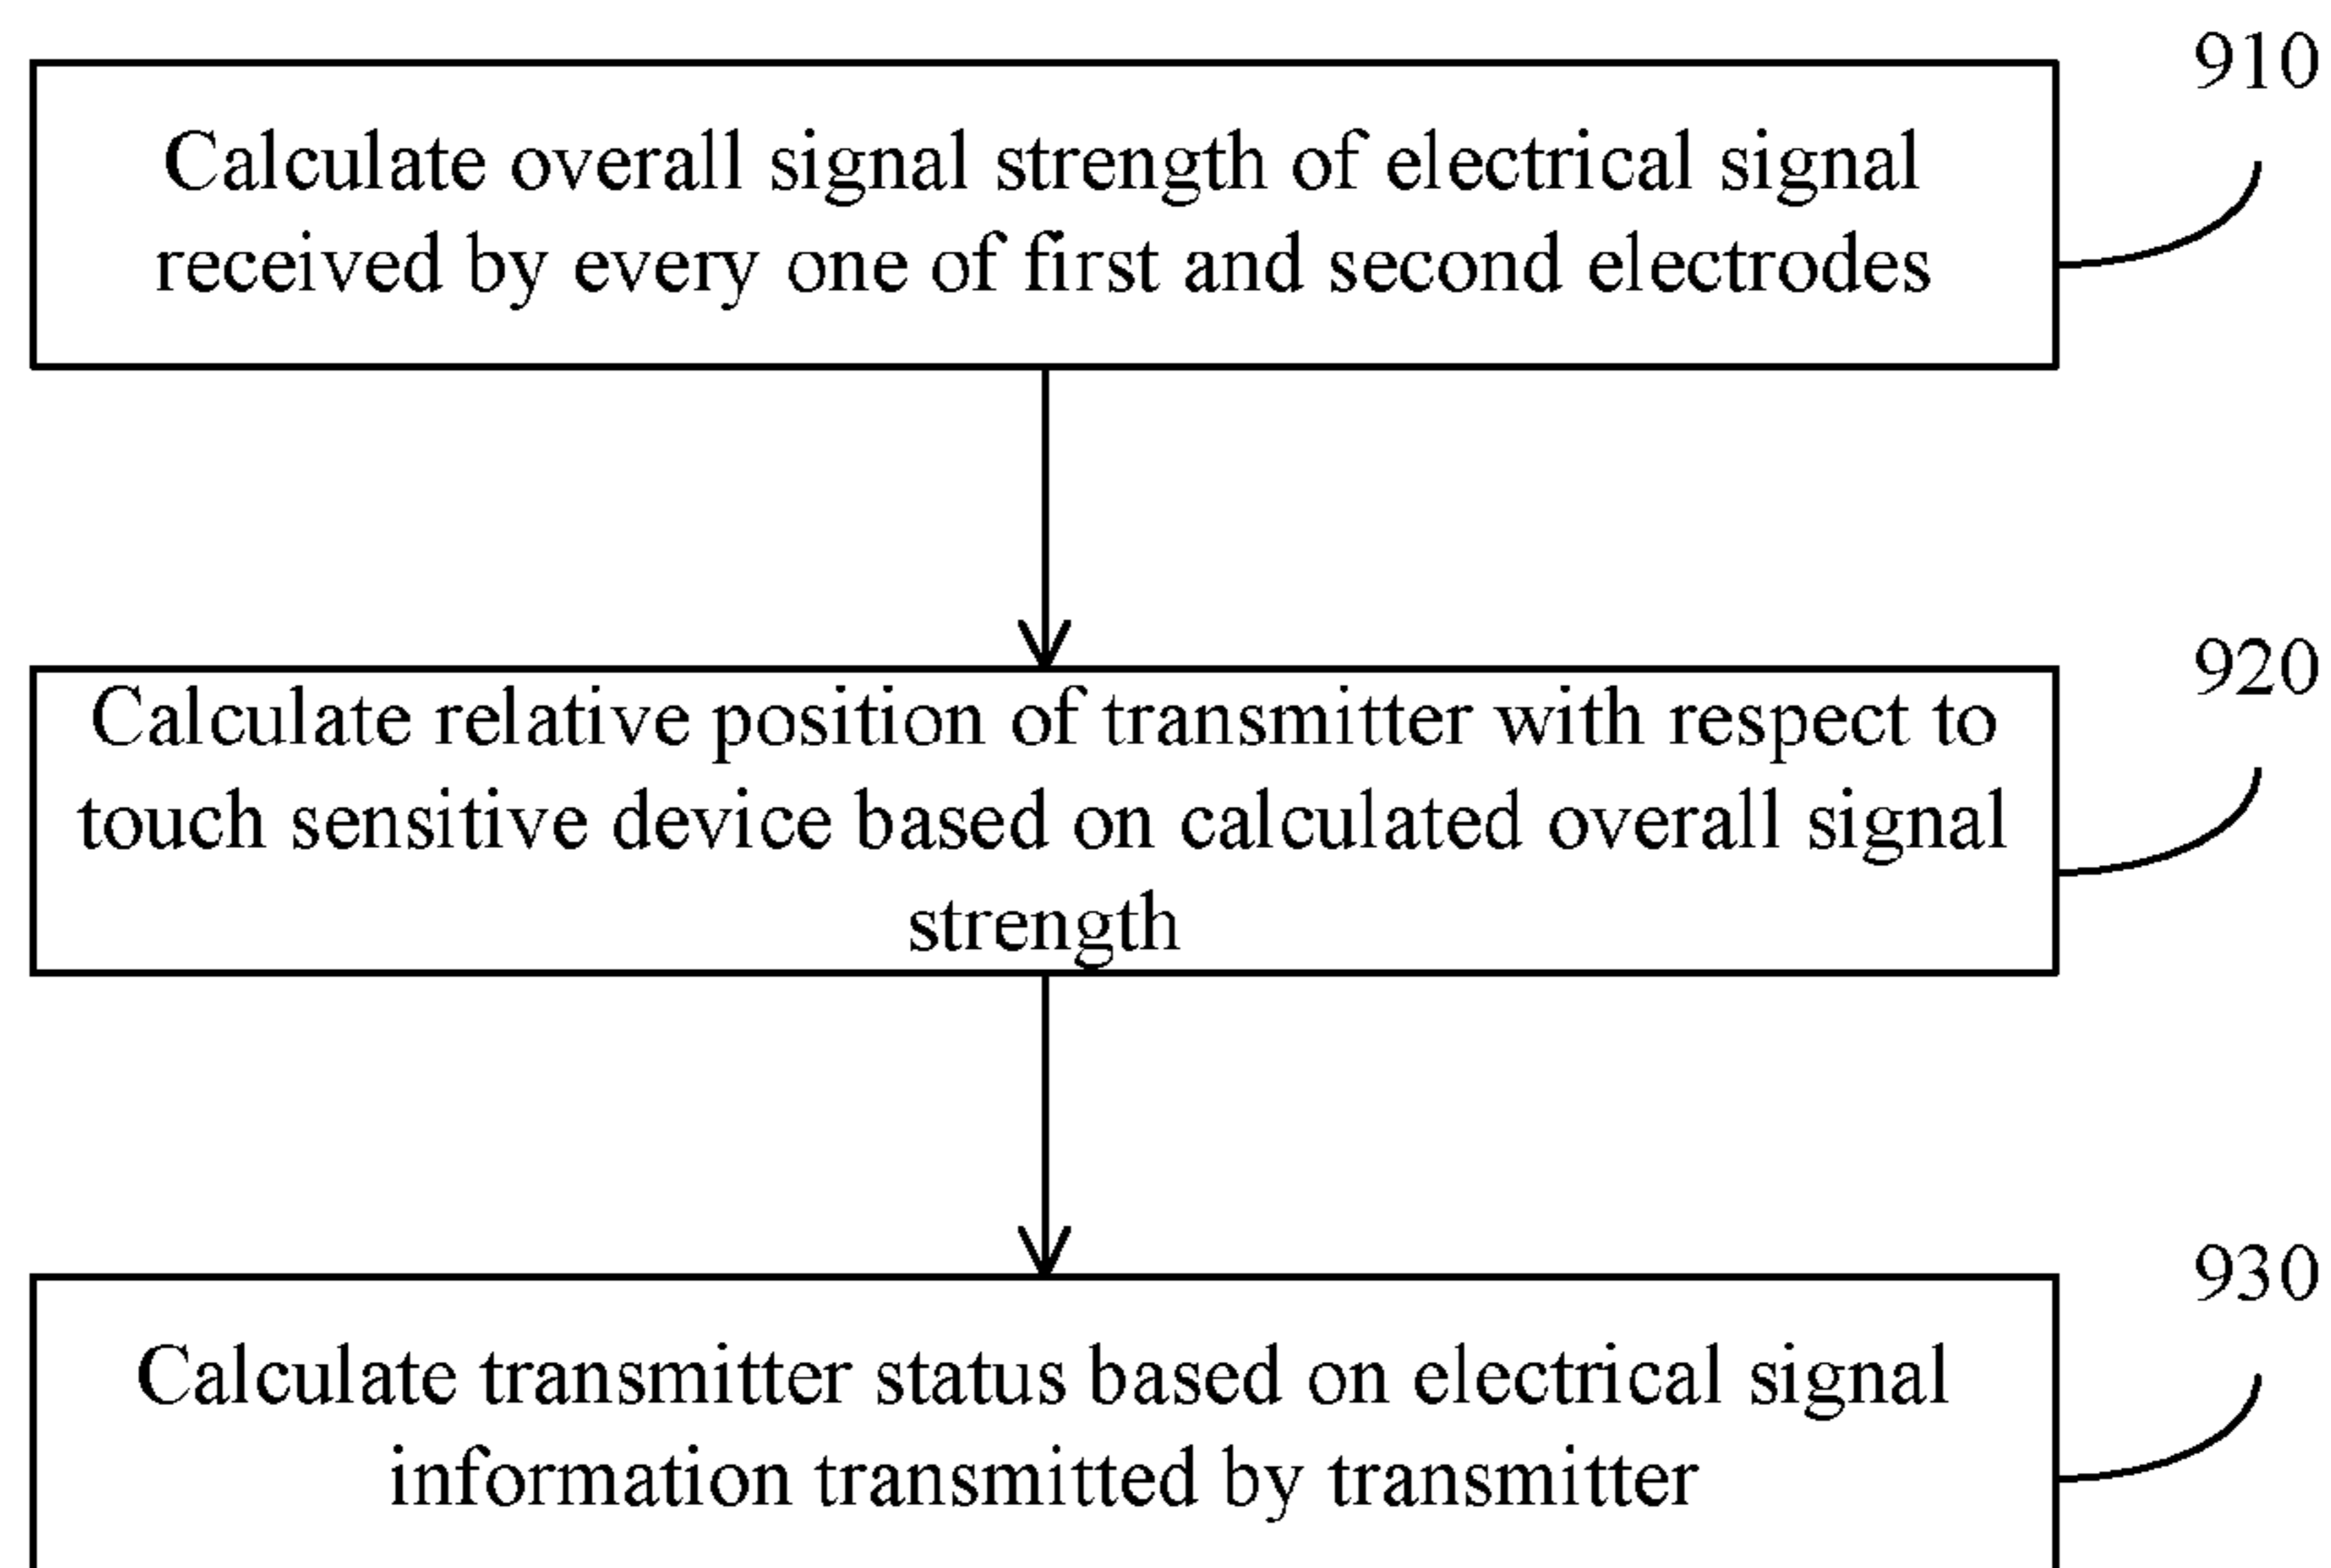 910
Calculate overall signal strength of electrical signal
received by every one of first and second electrodes
920
Calculate relative position of transmitter with respect to
touch sensitive device based on calculated overall signal
strength
930
Calculate transmitter status based on electrical signal
information transmitted by transmitter